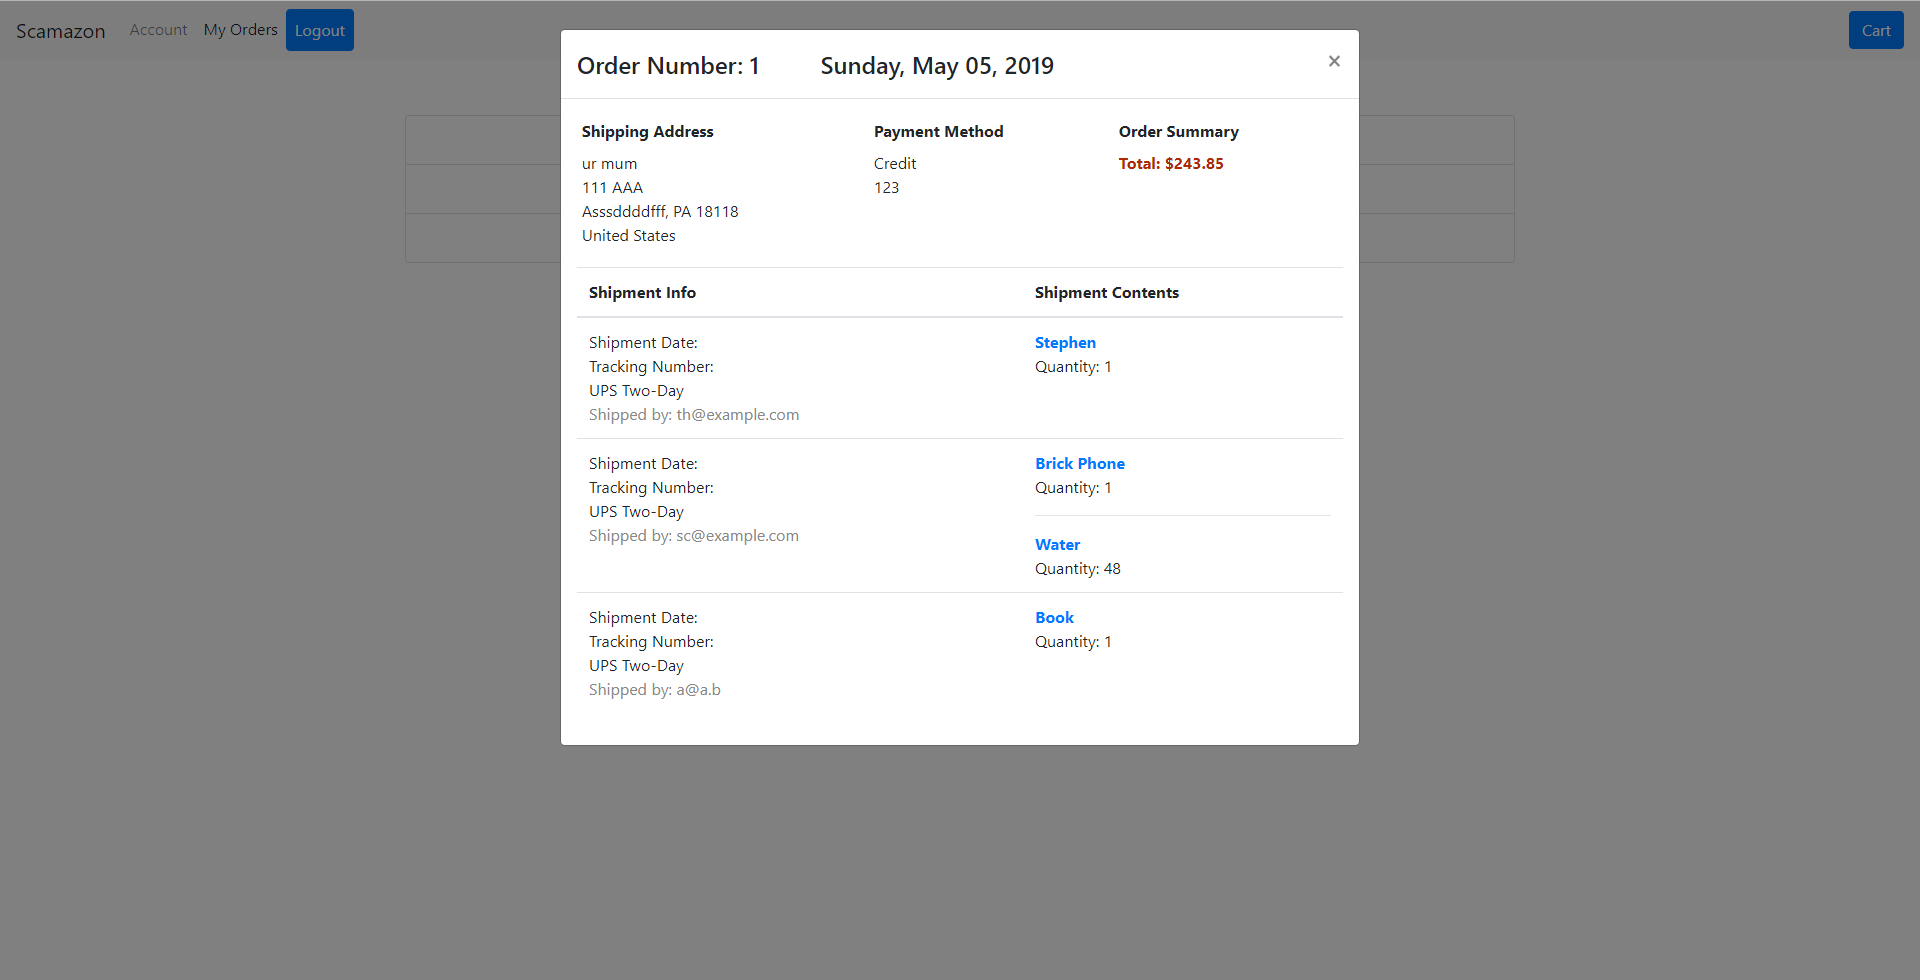 Scamazon Account My Orders Logout Cart
Order Number: 1 Sunday, May 05, 2019 ×
Shipping Address
ur mum
111 AAA
Asssddddfff, PA 18118
United States
Payment Method
Credit
123
Order Summary
Total: $243.85
Shipment Info Shipment Contents
Shipment Date:
Tracking Number:
UPS Two-Day
Shipped by: th@example.com
Stephen
Quantity: 1
Shipment Date:
Tracking Number:
UPS Two-Day
Shipped by: sc@example.com
Brick Phone
Quantity: 1
Water
Quantity: 48
Shipment Date:
Tracking Number:
UPS Two-Day
Shipped by: a@a.b
Book
Quantity: 1